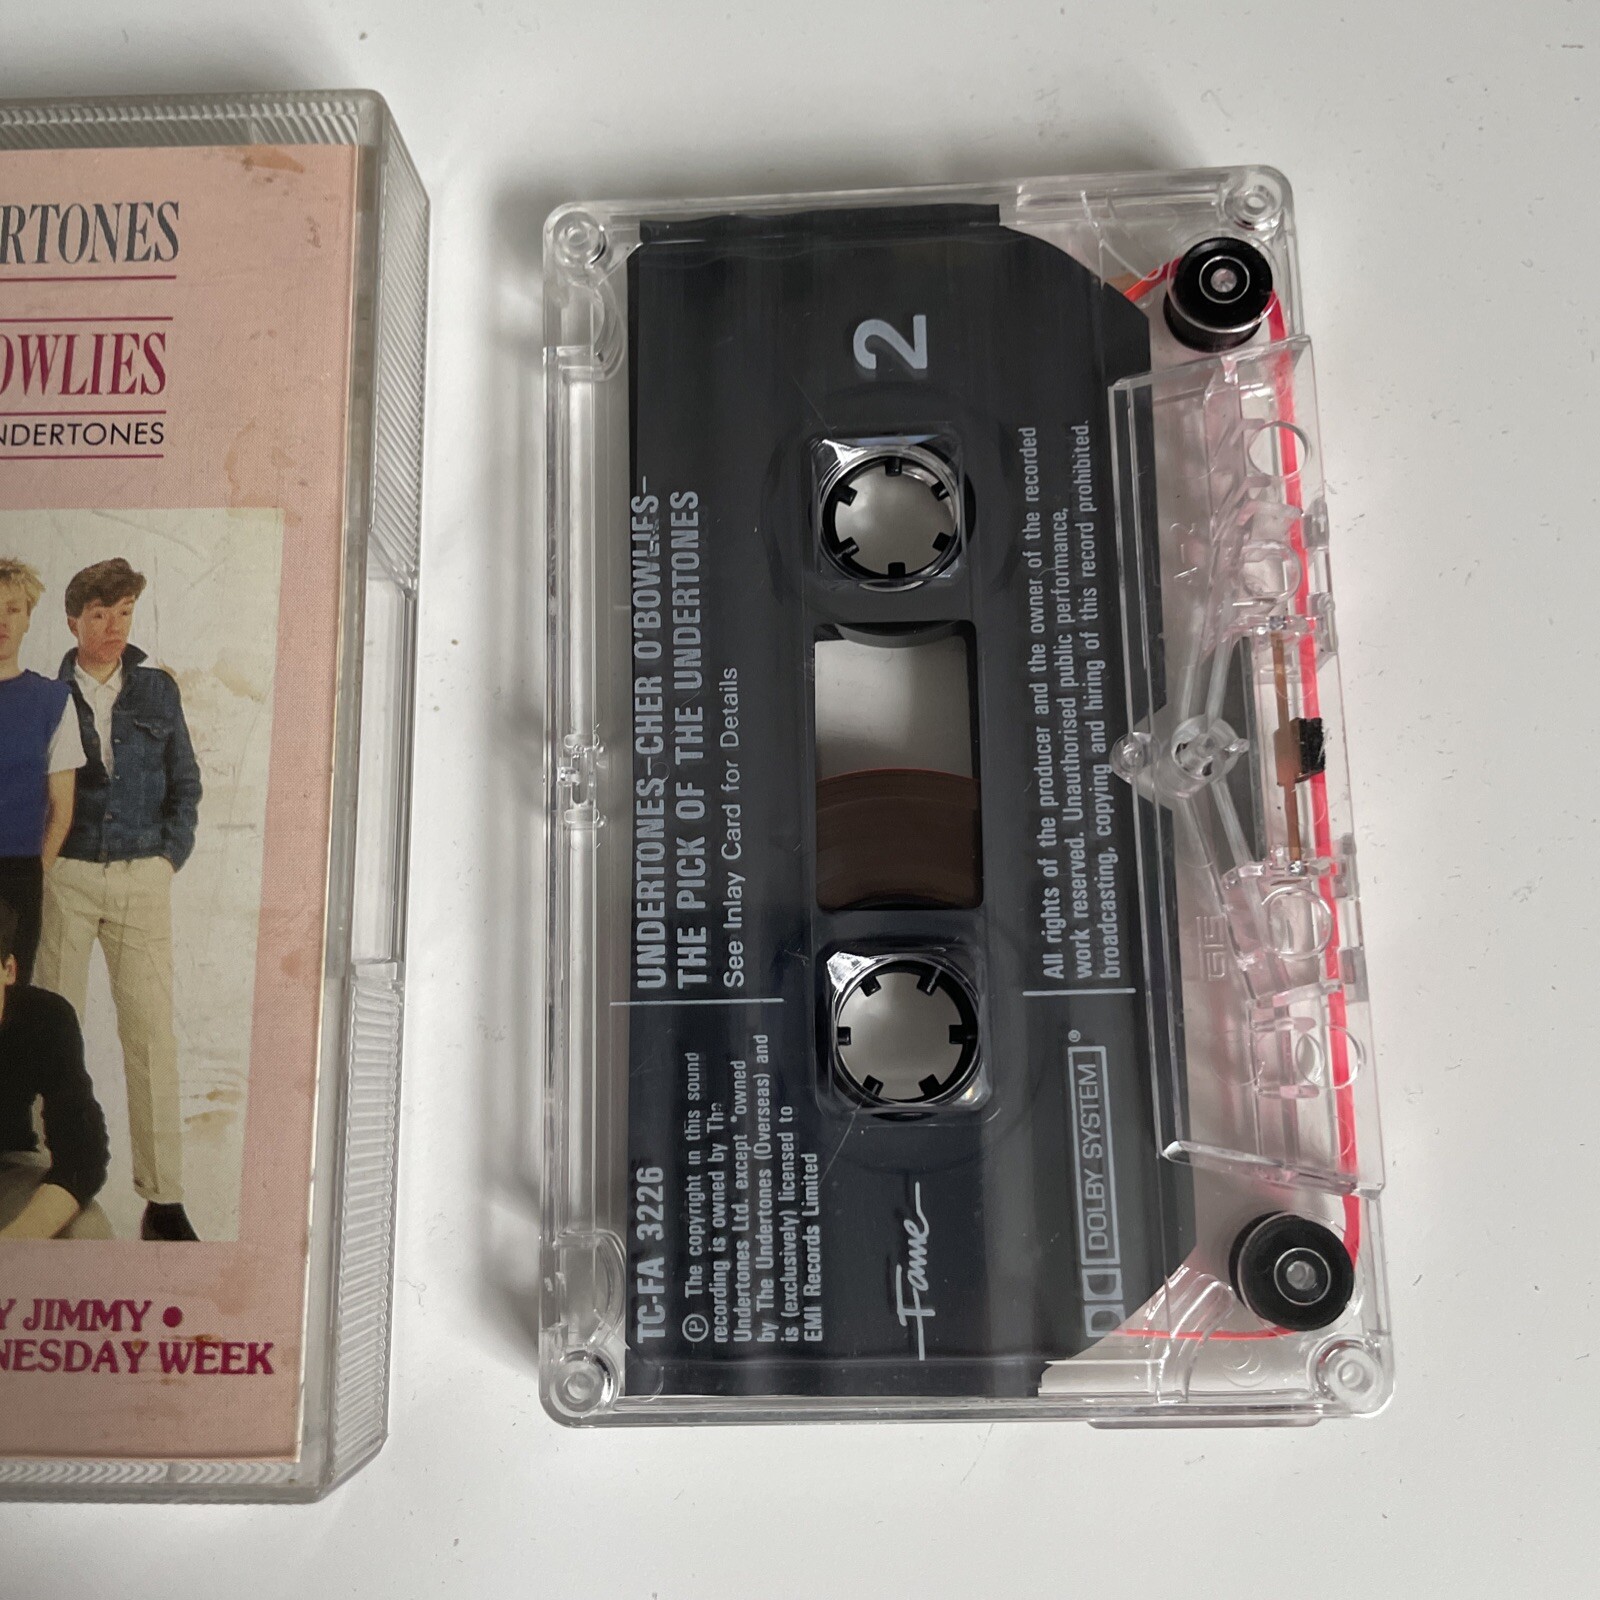 RTONES
OWLIES
NDERTONES
Y JIMMY •
NESDAY WEEK
2
UNDERTONES-CHER O'BOWLIES-
THE PICK OF THE UNDERTONES
See Inlay Card for Details
TC-FA 3226
Ⓟ The copyright in this sound
recording is owned by The
Undertones Ltd. except *owned
by The Undertones (Overseas) and
is (exclusively) licensed to
EMI Records Limited
Fame
All rights of the producer and the owner of the recorded
work reserved. Unauthorised public performance,
broadcasting, copying and hiring of this record prohibited.
DOLBY SYSTEM®